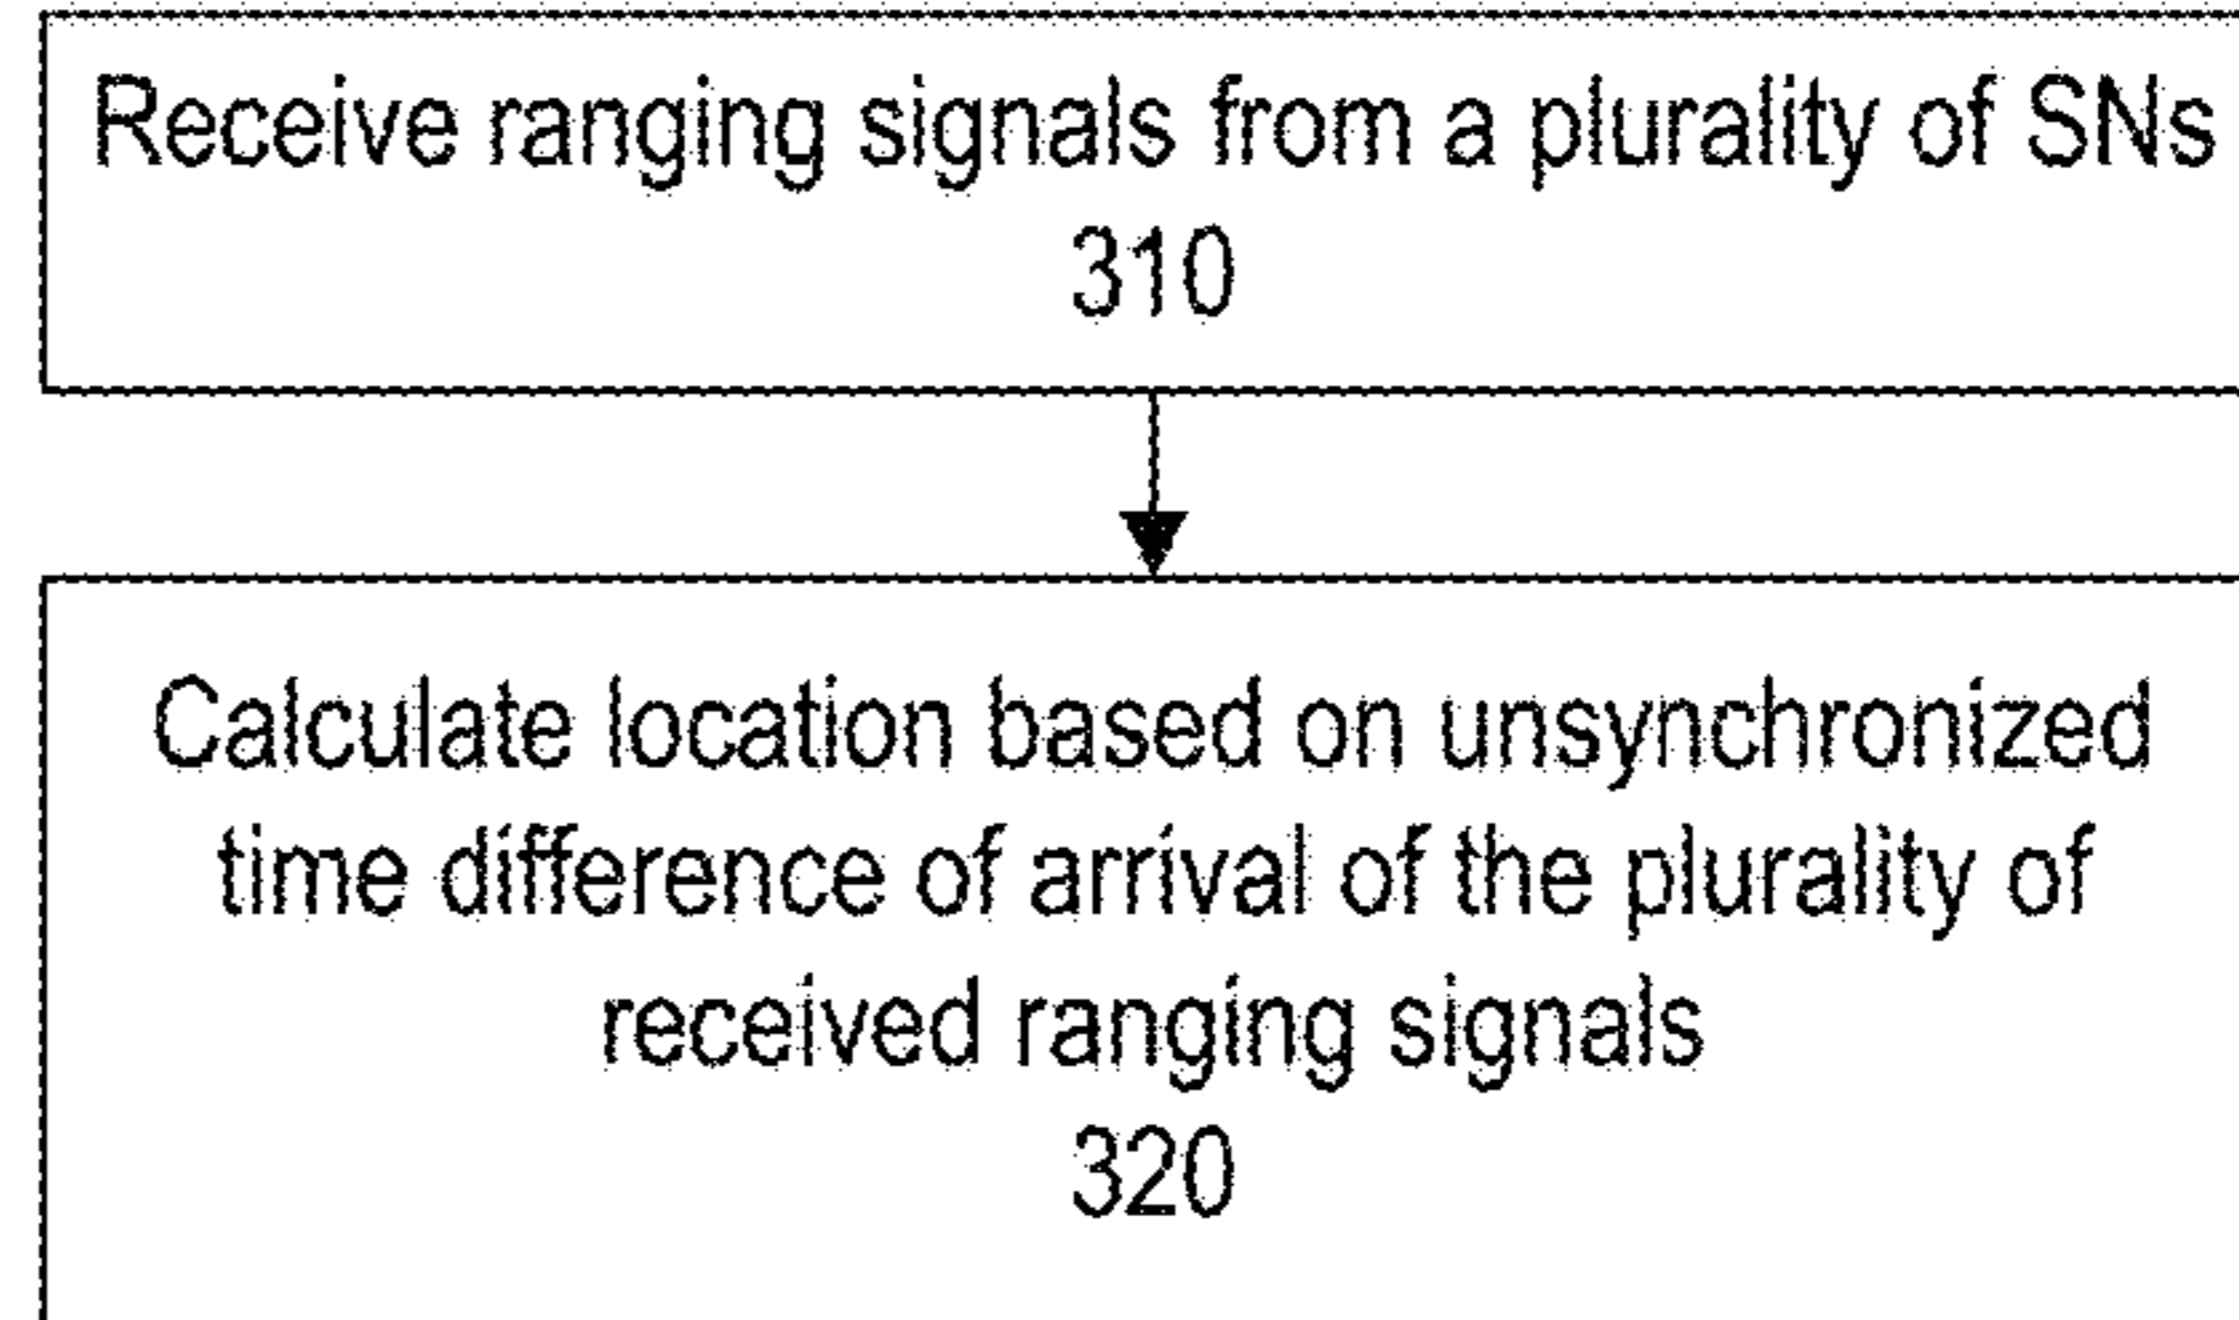 Receive ranging signals from a plurality of SNs
310
Calculate location based on unsynchronized
time difference of arrival of the plurality of
received ranging signals
320